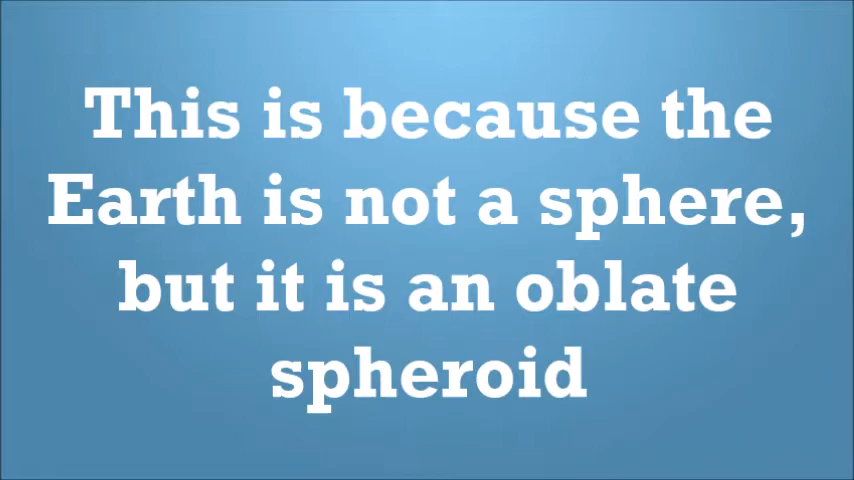 This is because the
Earth is not a sphere,
but it is an oblate
spheroid